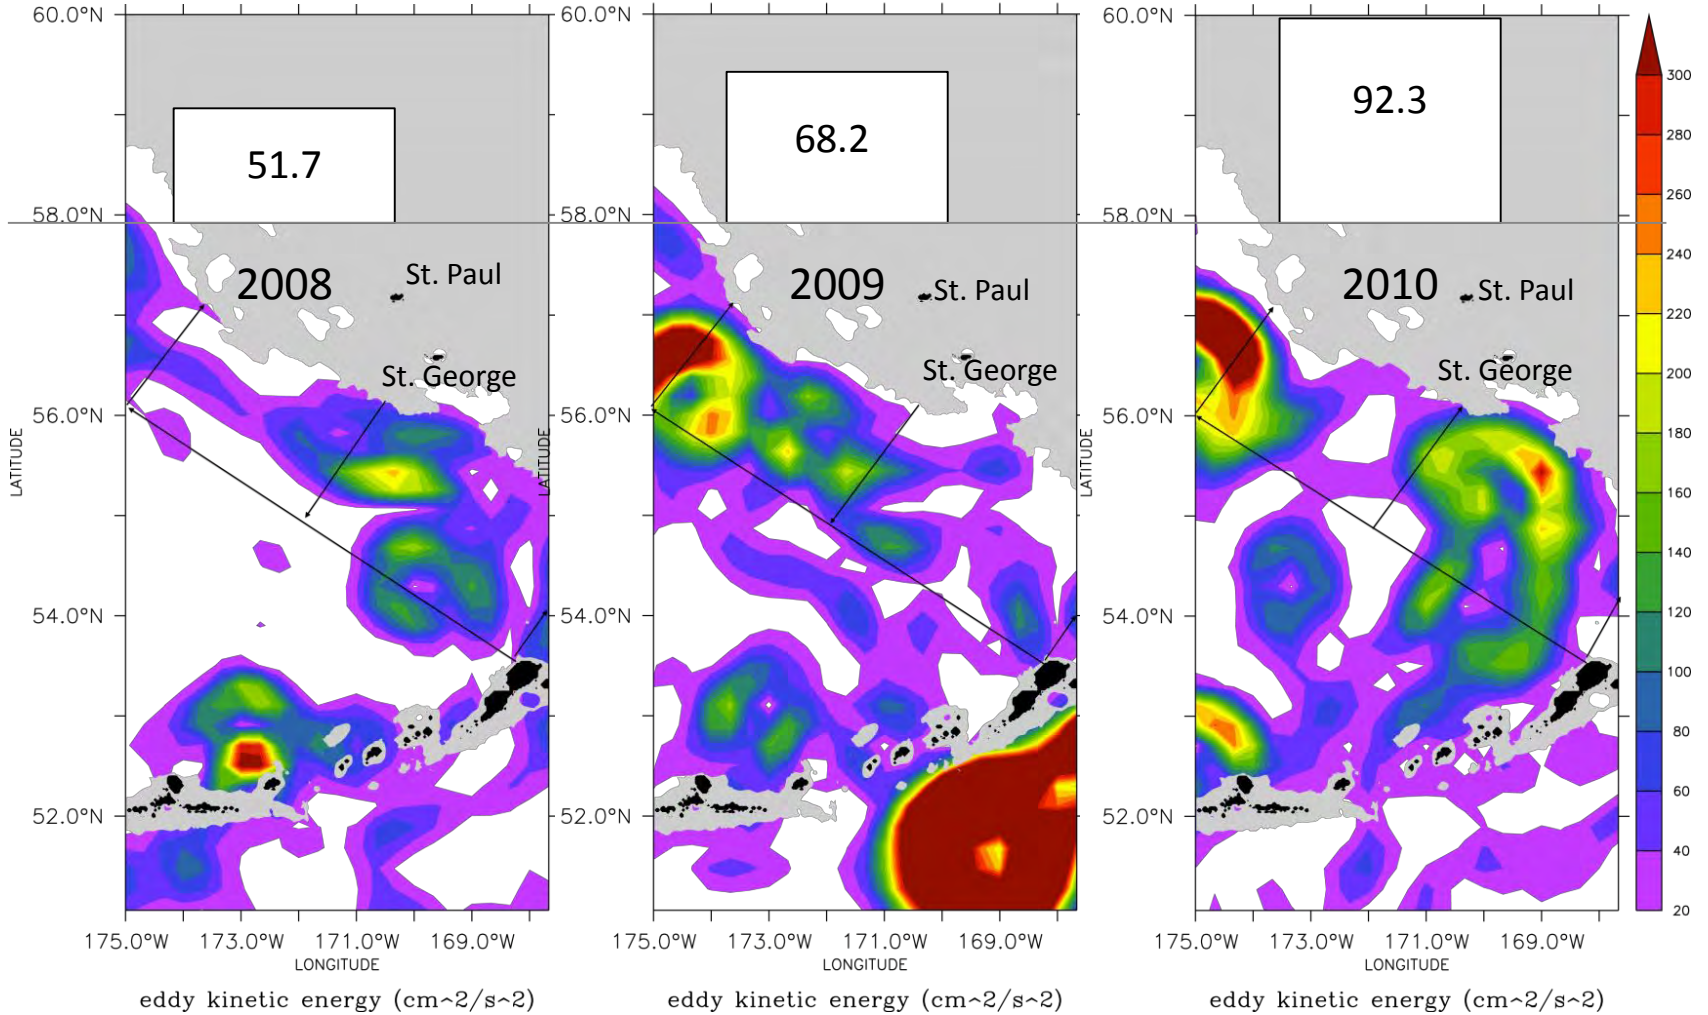 60.0°N
58.0°N
56.0°N
54.0°N
52.0°N
LATITUDE
51.7
2008
St. Paul
St. George
175.0°W 173.0°W 171.0°W 169.0°W
LONGITUDE
eddy kinetic energy (cm^2/s^2)
60.0°N
58.0°N
56.0°N
54.0°N
52.0°N
LATITUDE
68.2
2009
St. Paul
St. George
175.0°W 173.0°W 171.0°W 169.0°W
LONGITUDE
eddy kinetic energy (cm^2/s^2)
60.0°N
58.0°N
56.0°N
54.0°N
52.0°N
LATITUDE
92.3
2010
St. Paul
St. George
175.0°W 173.0°W 171.0°W 169.0°W
LONGITUDE
eddy kinetic energy (cm^2/s^2)
300
280
260
240
220
200
180
160
140
120
100
80
60
40
20